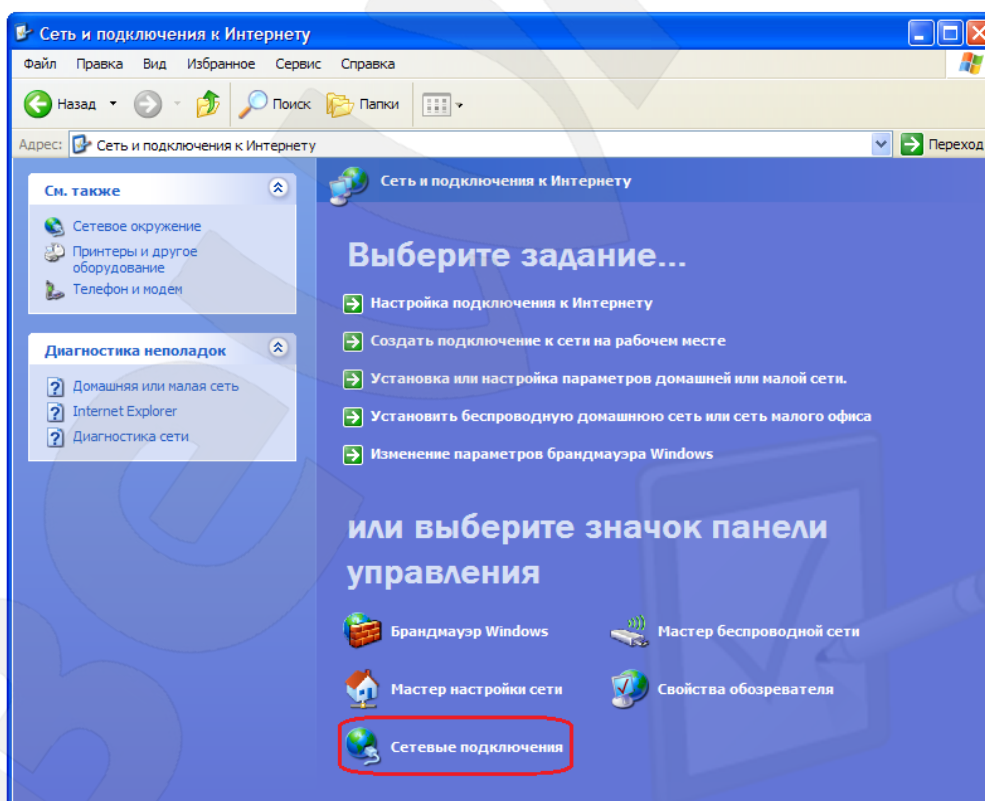 Сеть и подключения к Интернету
Файл Правка Вид Избранное Сервис Справка
Назад Поиск Папки
Адрес: Сеть и подключения к Интернету Переход
См. также
Сетевое окружение
Принтеры и другое
оборудование
Телефон и модем
Диагностика неполадок
Домашняя или малая сеть
Internet Explorer
Диагностика сети
Сеть и подключения к Интернету
Выберите задание...
Настройка подключения к Интернету
Создать подключение к сети на рабочем месте
Установка или настройка параметров домашней или малой сети.
Установить беспроводную домашнюю сеть или сеть малого офиса
Изменение параметров брандмауэра Windows
или выберите значок панели
управления
Брандмауэр Windows
Мастер беспроводной сети
Мастер настройки сети
Свойства обозревателя
Сетевые подключения